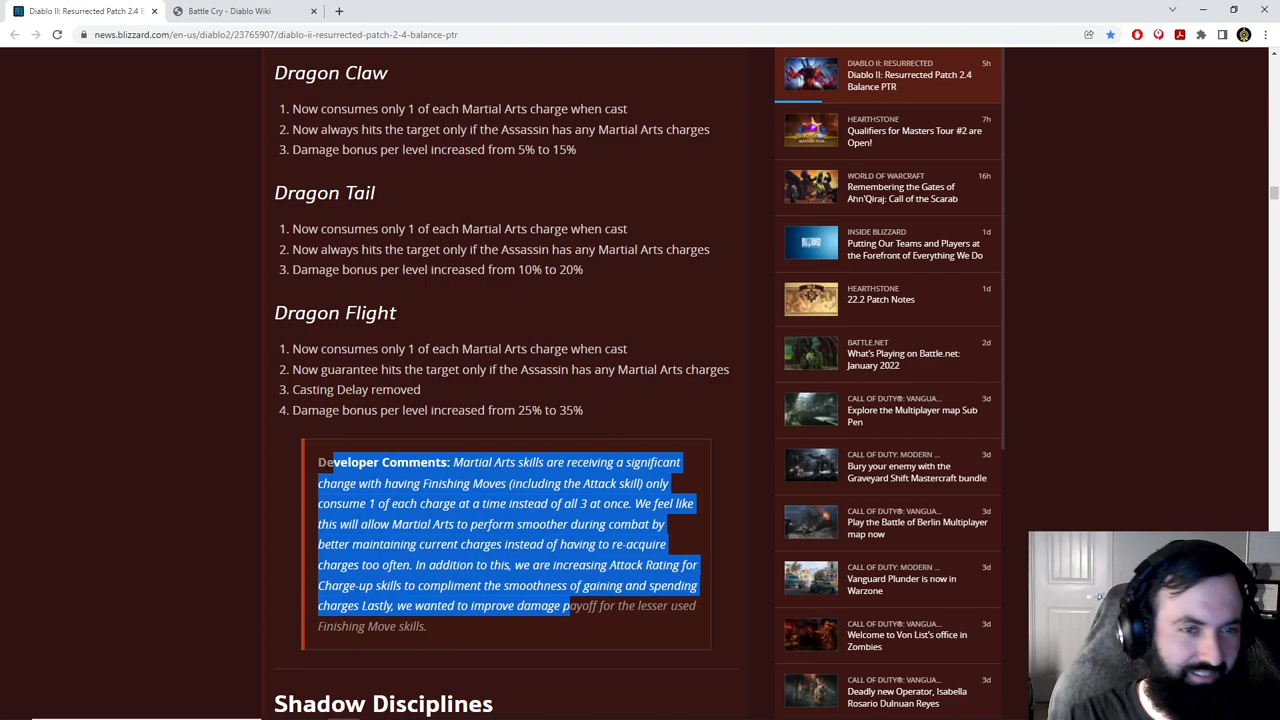 Diablo II: Resurrected Patch 2.4 B
Battle Cry - Diablo Wiki
news.blizzard.com/en-us/diablo2/23765907/diablo-ii-resurrected-patch-2-4-balance-ptr
Dragon Claw
1. Now consumes only 1 of each Martial Arts charge when cast
2. Now always hits the target only if the Assassin has any Martial Arts charges
3. Damage bonus per level increased from 5% to 15%
Dragon Tail
1. Now consumes only 1 of each Martial Arts charge when cast
2. Now always hits the target only if the Assassin has any Martial Arts charges
3. Damage bonus per level increased from 10% to 20%
Dragon Flight
1. Now consumes only 1 of each Martial Arts charge when cast
2. Now guarantee hits the target only if the Assassin has any Martial Arts charges
3. Casting Delay removed
4. Damage bonus per level increased from 25% to 35%
Developer Comments: Martial Arts skills are receiving a significant
change with having Finishing Moves (including the Attack skill) only
consume 1 of each charge at a time instead of all 3 at once. We feel like
this will allow Martial Arts to perform smoother during combat by
better maintaining current charges instead of having to re-acquire
charges too often. In addition to this, we are increasing Attack Rating for
Charge-up skills to compliment the smoothness of gaining and spending
charges Lastly, we wanted to improve damage payoff for the lesser used
Finishing Move skills.
Shadow Disciplines
DIABLO II: RESURRECTED 5h
Diablo II: Resurrected Patch 2.4
Balance PTR
HEARTHSTONE 7h
Qualifiers for Masters Tour #2 are
Open!
WORLD OF WARCRAFT 16h
Remembering the Gates of
Ahn'Qiraj: Call of the Scarab
INSIDE BLIZZARD 1d
Putting Our Teams and Players at
the Forefront of Everything We Do
HEARTHSTONE 1d
22.2 Patch Notes
BATTLE.NET 2d
What's Playing on Battle.net:
January 2022
CALL OF DUTY®: VANGUA... 3d
Explore the Multiplayer map Sub
Pen
CALL OF DUTY: MODERN ... 3d
Bury your enemy with the
Graveyard Shift Mastercraft bundle
CALL OF DUTY®: VANGUA... 3d
Play the Battle of Berlin Multiplayer
map now
CALL OF DUTY: MODERN ... 3d
Vanguard Plunder is now in
Warzone
CALL OF DUTY®: VANGUA... 3d
Welcome to Von List's office in
Zombies
CALL OF DUTY®: VANGUA... 3d
Deadly new Operator, Isabella
Rosario Dulnuan Reyes